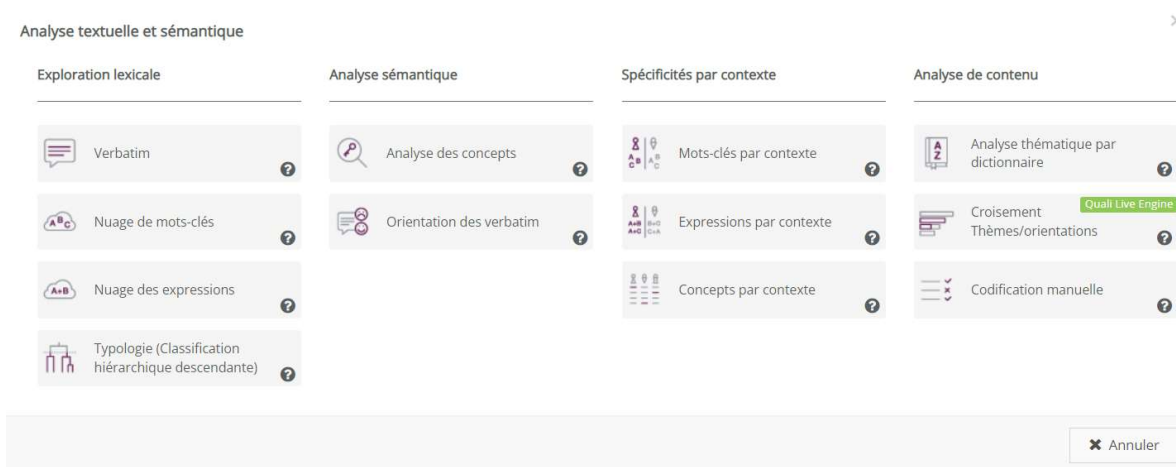 Analyse textuelle et sémantique
Exploration lexicale
Verbatim
Nuage de mots-clés
Nuage des expressions
Typologie (Classification
hiérarchique descendante)
Analyse sémantique
Analyse des concepts
Orientation des verbatim
Spécificités par contexte
Mots-clés par contexte
Expressions par contexte
Concepts par contexte
Analyse de contenu
Analyse thématique par
dictionnaire
Quali Live Engine
Croisement
Thèmes/orientations
Codification manuelle
Annuler